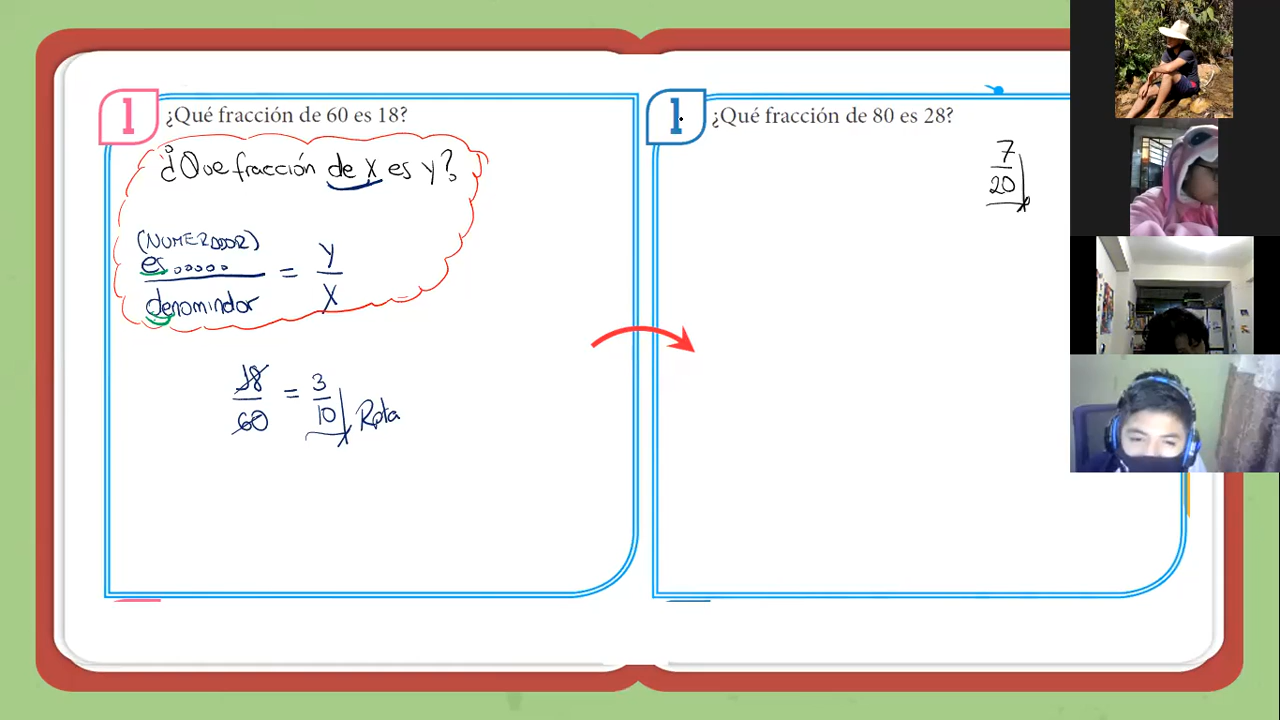 1
¿Qué fracción de 60 es 18?
¿Que fracción de X es y?
(NUMERADOR)
es.....
= Y
denomindor
X
18
60
= 3
10
Rpta
1
¿Qué fracción de 80 es 28?
7
20